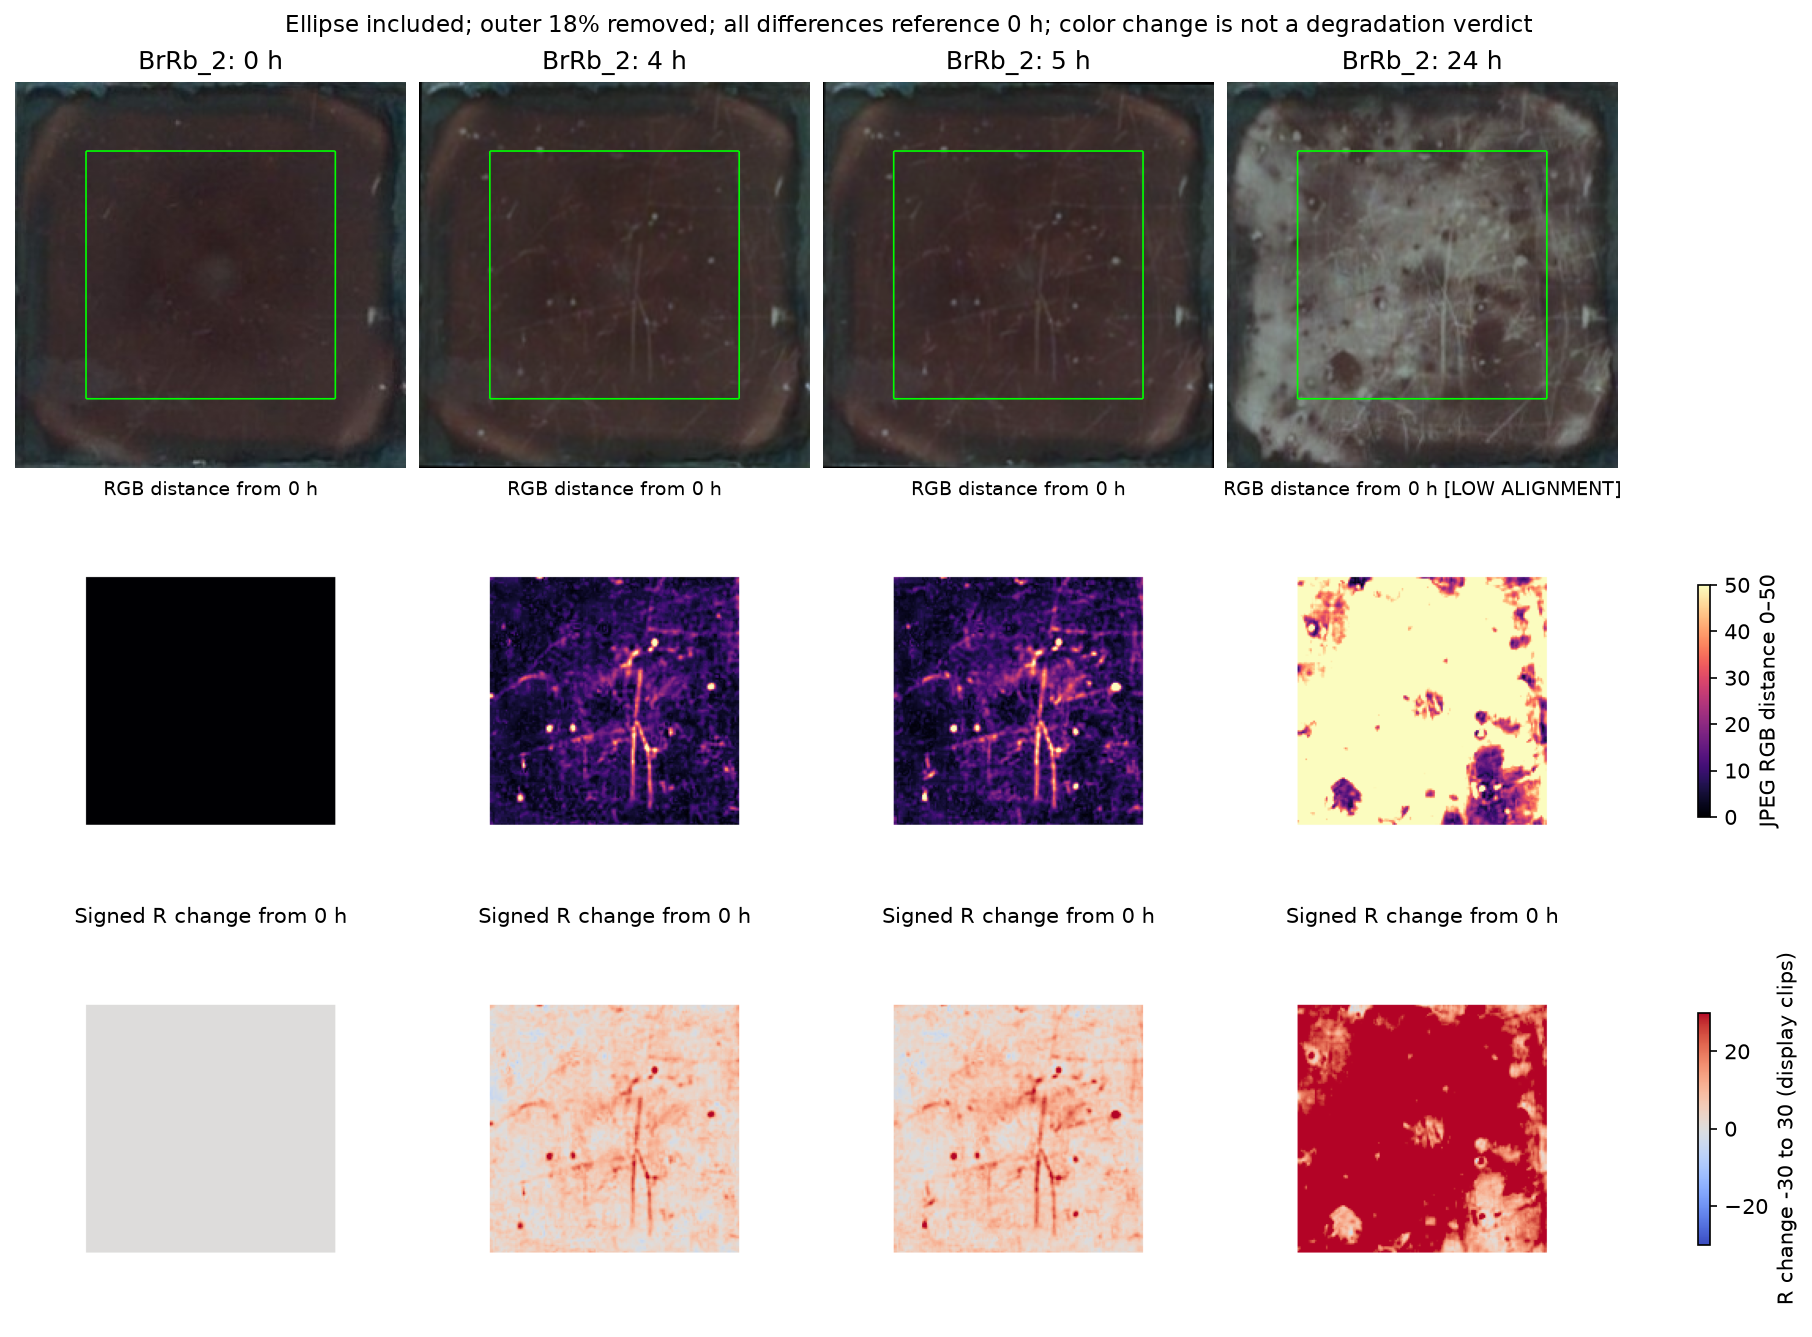 Ellipse included; outer 18% removed; all differences reference 0 h; color change is not a degradation verdict
BrRb_2: 0 h
BrRb_2: 4 h
BrRb_2: 5 h
BrRb_2: 24 h
RGB distance from 0 h
RGB distance from 0 h
RGB distance from 0 h
RGB distance from 0 h [LOW ALIGNMENT]
50
40
30
20
10
0
JPEG RGB distance 0–50
Signed R change from 0 h
Signed R change from 0 h
Signed R change from 0 h
Signed R change from 0 h
20
0
−20
R change -30 to 30 (display clips)